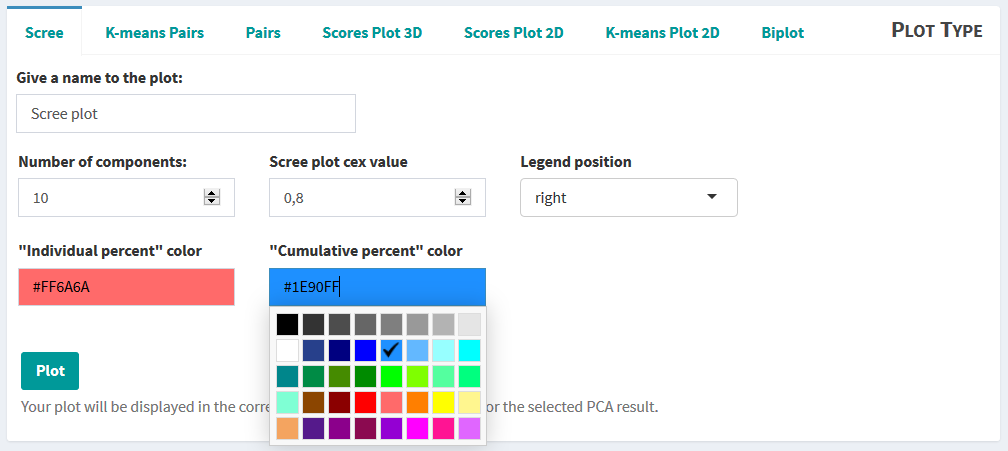 Scree K-means Pairs Pairs Scores Plot 3D Scores Plot 2D K-means Plot 2D Biplot Plot Type
Give a name to the plot:
Scree plot
Number of components: Scree plot cex value Legend position
10 0,8 right
"Individual percent" color "Cumulative percent" color
#FF6A6A #1E90FF
Plot
Your plot will be displayed in the corre or the selected PCA result.